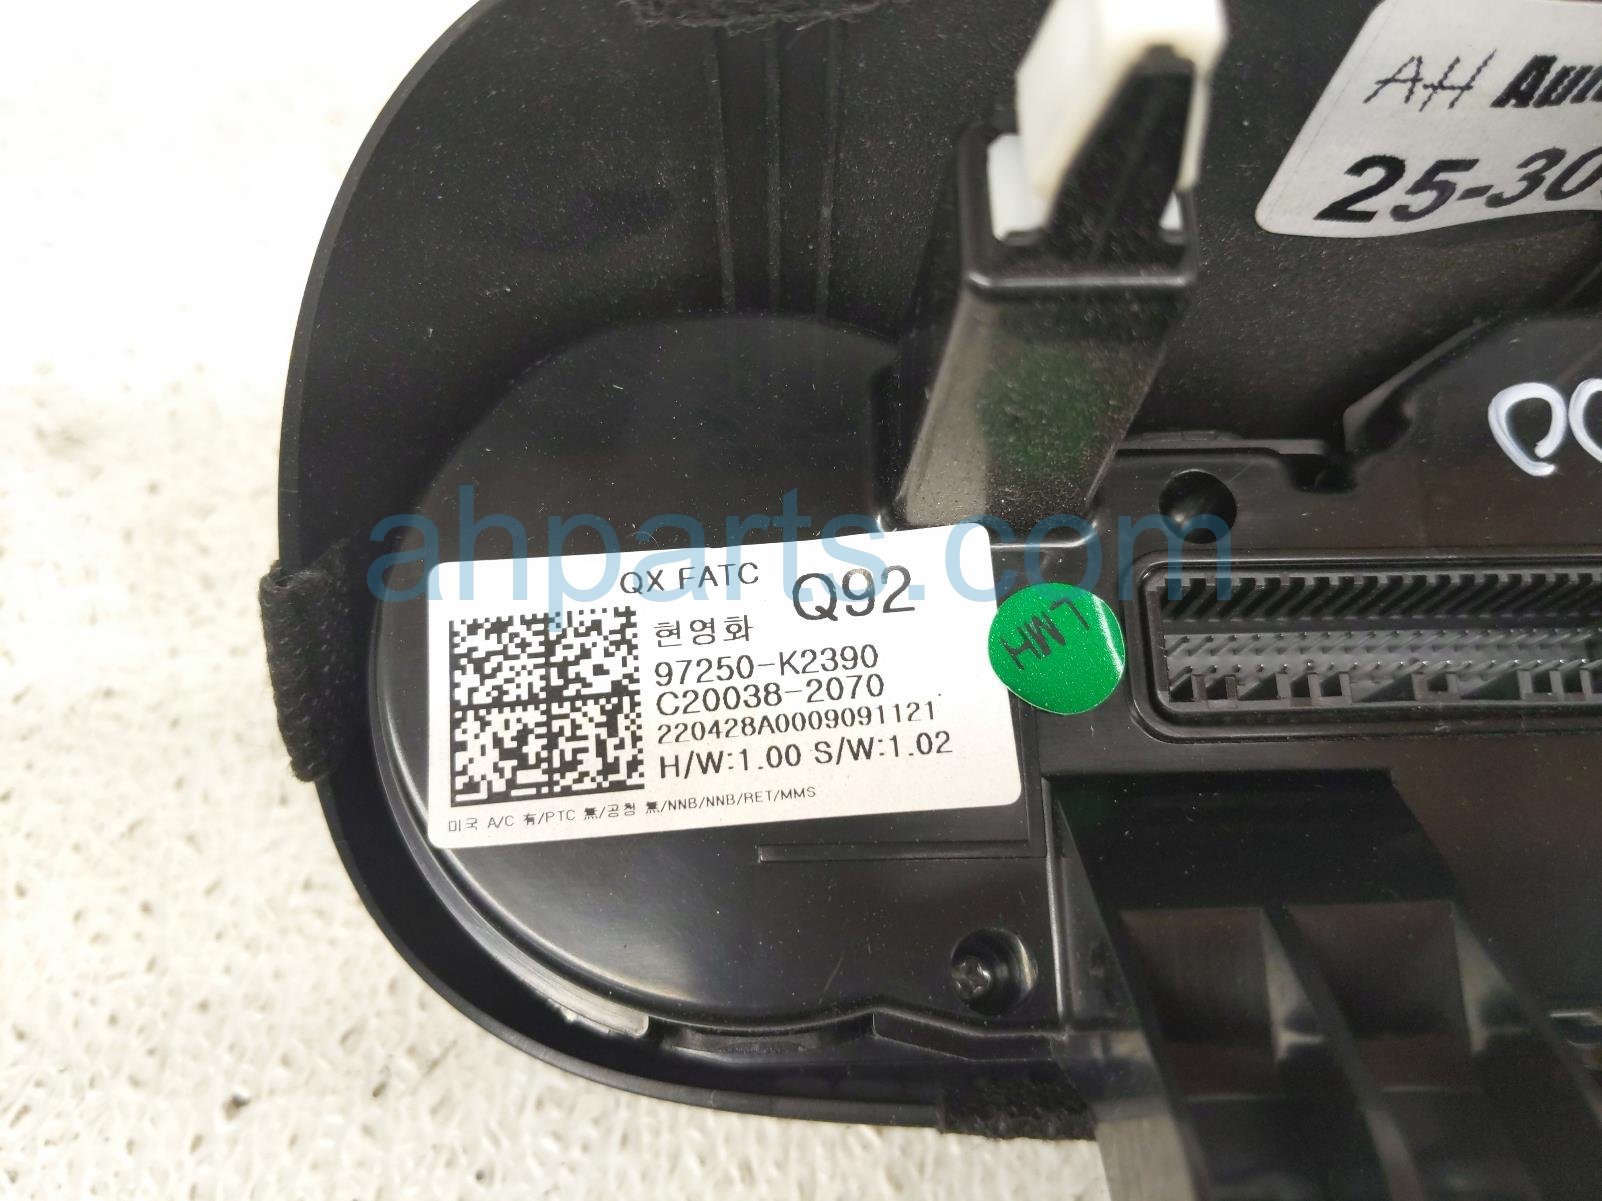 AH
25-30
ahparts.com
QX FATC
Q92
현영화
97250-K2390
C20038-2070
220428A0009091121
H/W:1.00 S/W:1.02
미국 A/C 有/PTC 無/공청 無/NNB/NNB/RET/MMS
LMH